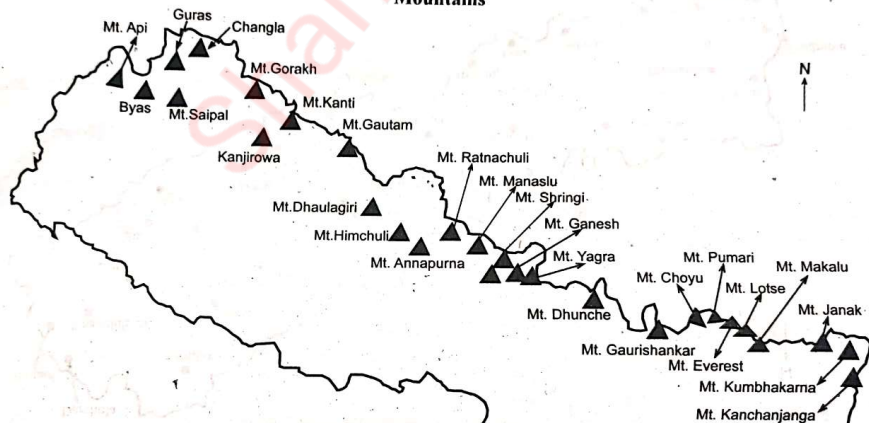 Mountains
Guras
Mt. Api
Changla
Mt.Gorakh
N
Byas
Mt.Saipal
Mt.Kanti
Kanjirowa
Mt.Gautam
Mt. Ratnachuli
Mt. Manaslu
Mt. Shringi
Mt.Dhaulagiri
Mt. Ganesh
Mt.Himchuli
Mt. Yagra
Mt. Annapurna
Mt. Pumari
Mt. Choyu
Mt. Makalu
Mt. Lotse
Mt. Dhunche
Mt. Janak
Mt. Gaurishankar
Mt. Everest
Mt. Kumbhakarna
Mt. Kanchanjanga